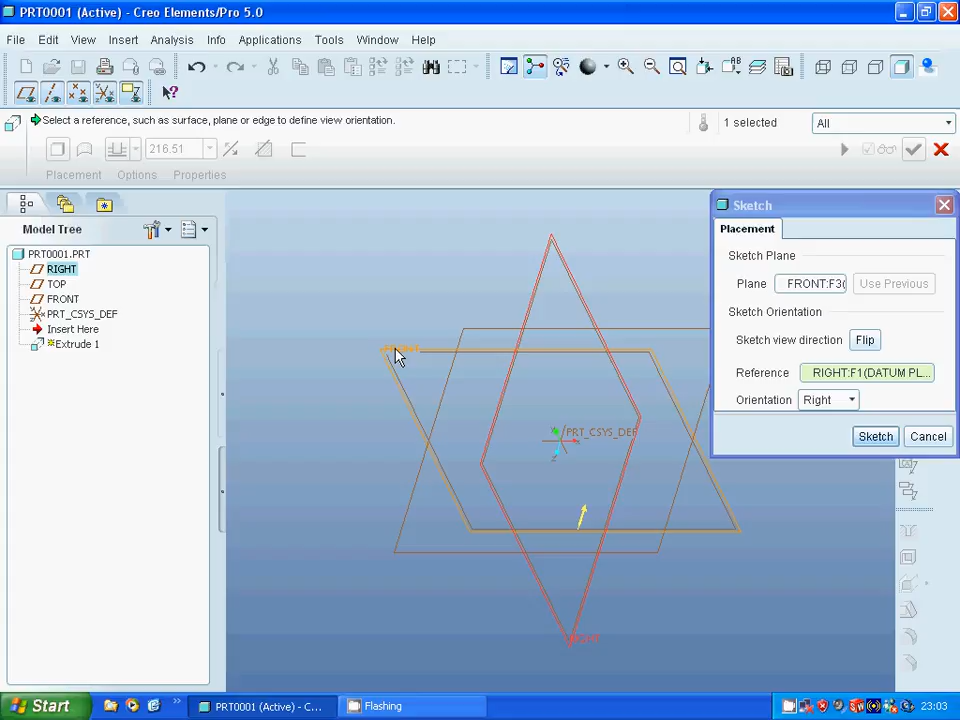 PRT0001 (Active) - Creo Elements/Pro 5.0
File Edit View Insert Analysis Info Applications Tools Window Help
Select a reference, such as surface, plane or edge to define view orientation.
1 selected
All
216.51
Placement Options Properties
Model Tree
PRT0001.PRT
RIGHT
TOP
FRONT
PRT_CSYS_DEF
Insert Here
Extrude 1
FRONT
PRT_CSYS_DEF
Y
X
Z
RIGHT
Sketch
Placement
Sketch Plane
Plane FRONT:F3( Use Previous
Sketch Orientation
Sketch view direction Flip
Reference RIGHT:F1(DATUM PL...
Orientation Right
Sketch Cancel
Start
PRT0001 (Active) - C...
Flashing
23:03